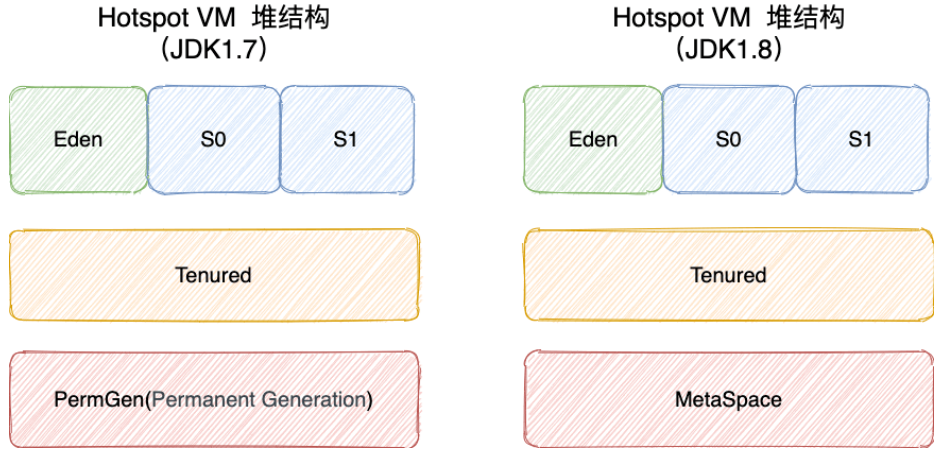 Hotspot VM 堆结构
（JDK1.7）
Eden
S0
S1
Tenured
PermGen(Permanent Generation)
Hotspot VM 堆结构
（JDK1.8）
Eden
S0
S1
Tenured
MetaSpace